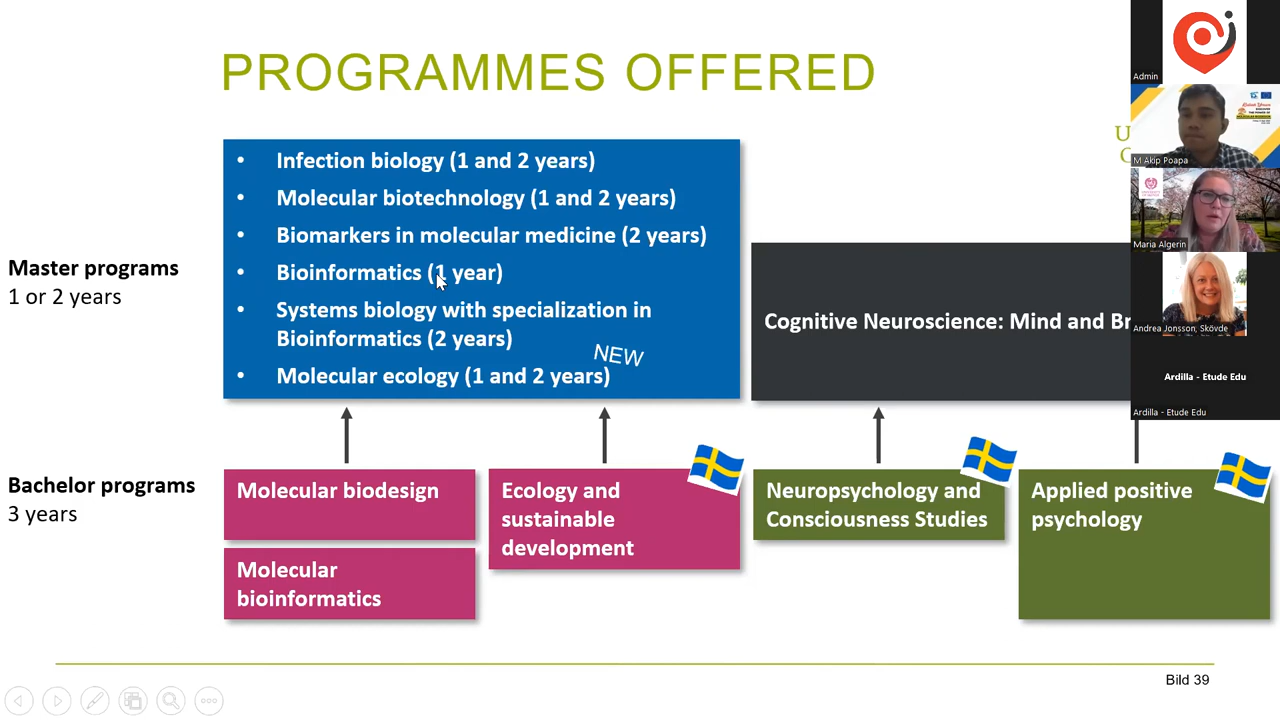 PROGRAMMES OFFERED
• Infection biology (1 and 2 years)
• Molecular biotechnology (1 and 2 years)
• Biomarkers in molecular medicine (2 years)
• Bioinformatics (1 year)
• Systems biology with specialization in
Bioinformatics (2 years)
NEW
• Molecular ecology (1 and 2 years)
Master programs
1 or 2 years
Cognitive Neuroscience: Mind and Br
Bachelor programs
3 years
Molecular biodesign
Molecular
bioinformatics
Ecology and
sustainable
development
Neuropsychology and
Consciousness Studies
Applied positive
psychology
Bild 39
Admin
M Akip Poapa
Maria Algerin
Andrea Jonsson, Skövde
Ardilla - Etude Edu
Ardilla - Etude Edu